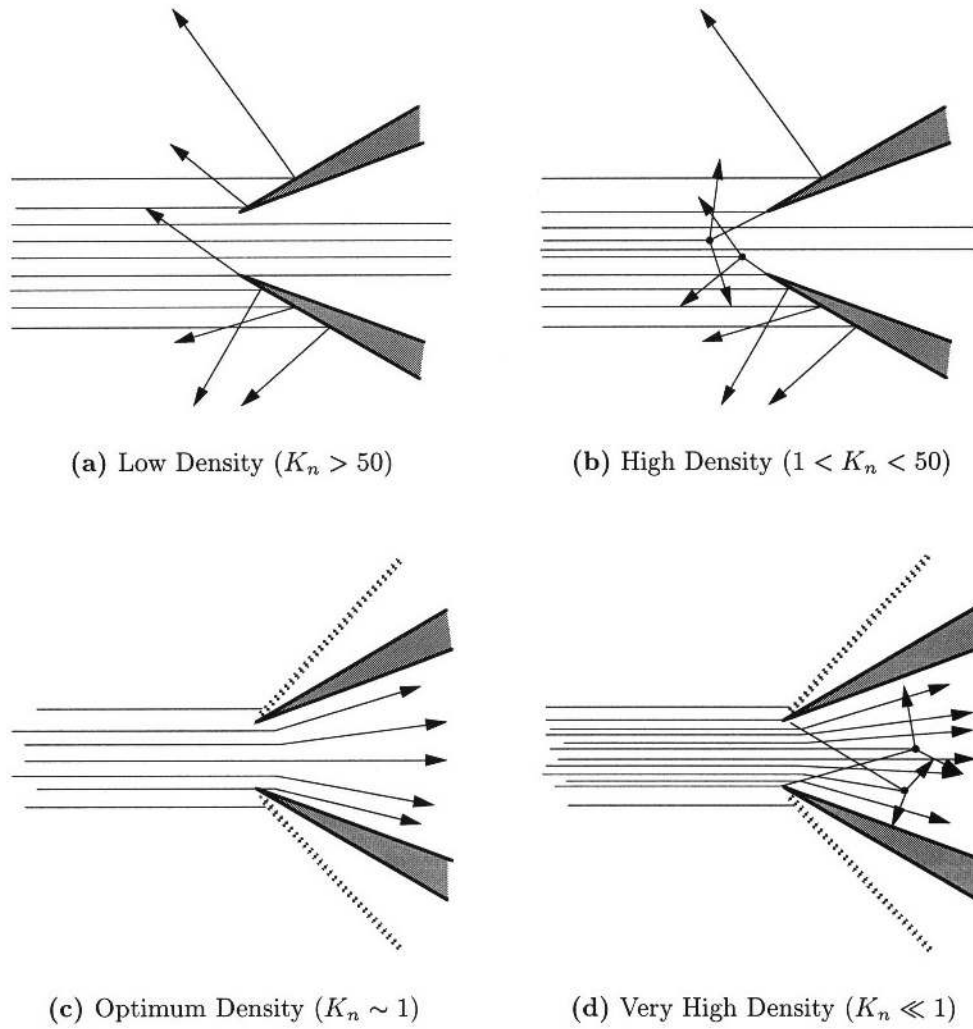 (a) Low Density (Kn > 50)
(b) High Density (1 < Kn < 50)
(c) Optimum Density (Kn ∼ 1)
(d) Very High Density (Kn ≪ 1)